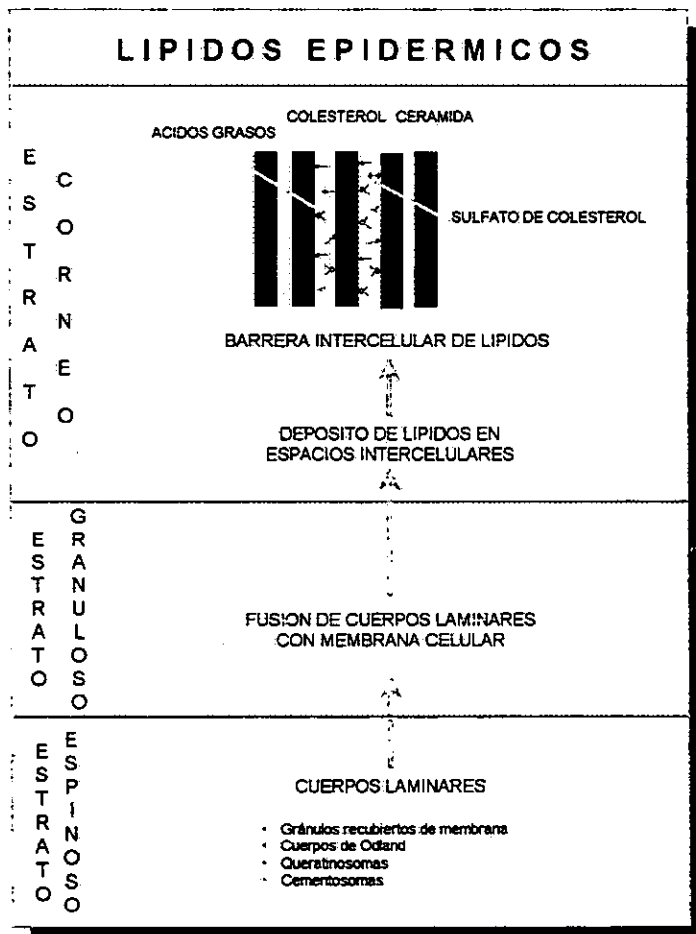 LIPIDOS EPIDERMICOS
ESTRATO CORNEO
COLESTEROL CERAMIDA
ACIDOS GRASOS
SULFATO DE COLESTEROL
BARRERA INTERCELULAR DE LIPIDOS
DEPOSITO DE LIPIDOS EN
ESPACIOS INTERCELULARES
ESTRATO GRANULOSO
FUSION DE CUERPOS LAMINARES
CON MEMBRANA CELULAR
ESTRATO ESPINOSO
CUERPOS LAMINARES
Gránulos recubiertos de membrana
Cuerpos de Odland
Queratinosomas
Cementosomas